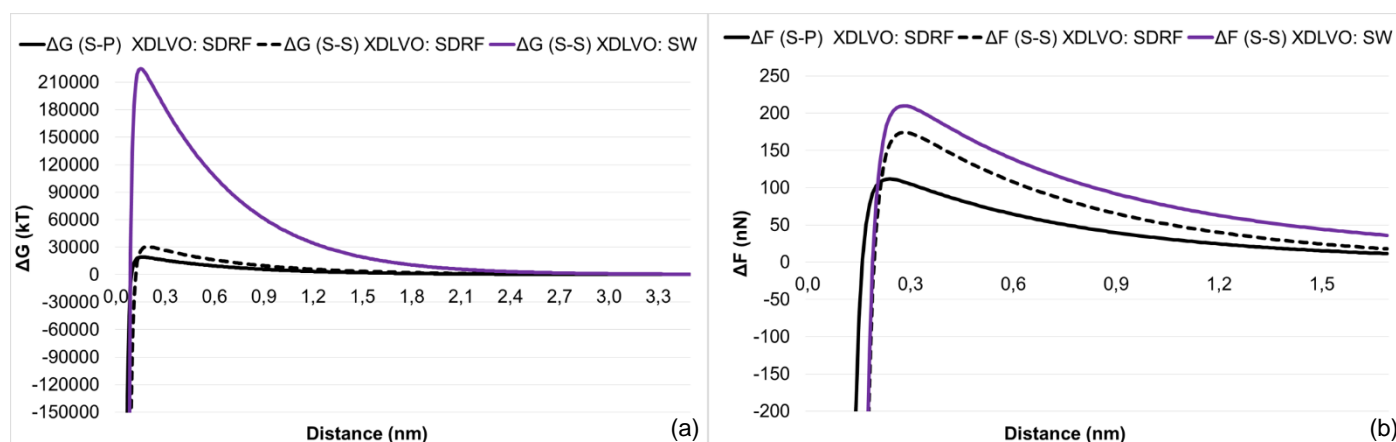 ΔG (S-P) XDLVO: SDRF ΔG (S-S) XDLVO: SDRF ΔG (S-S) XDLVO: SW
210000
180000
150000
120000
90000
60000
30000
0
-30000
-60000
-90000
-120000
-150000
ΔG (kT)
0,0 0,3 0,6 0,9 1,2 1,5 1,8 2,1 2,4 2,7 3,0 3,3
Distance (nm)
(a)
ΔF (S-P) XDLVO: SDRF ΔF (S-S) XDLVO: SDRF ΔF (S-S) XDLVO: SW
250
200
150
100
50
0
-50
-100
-150
-200
ΔF (nN)
0,0 0,3 0,6 0,9 1,2 1,5
Distance (nm)
(b)